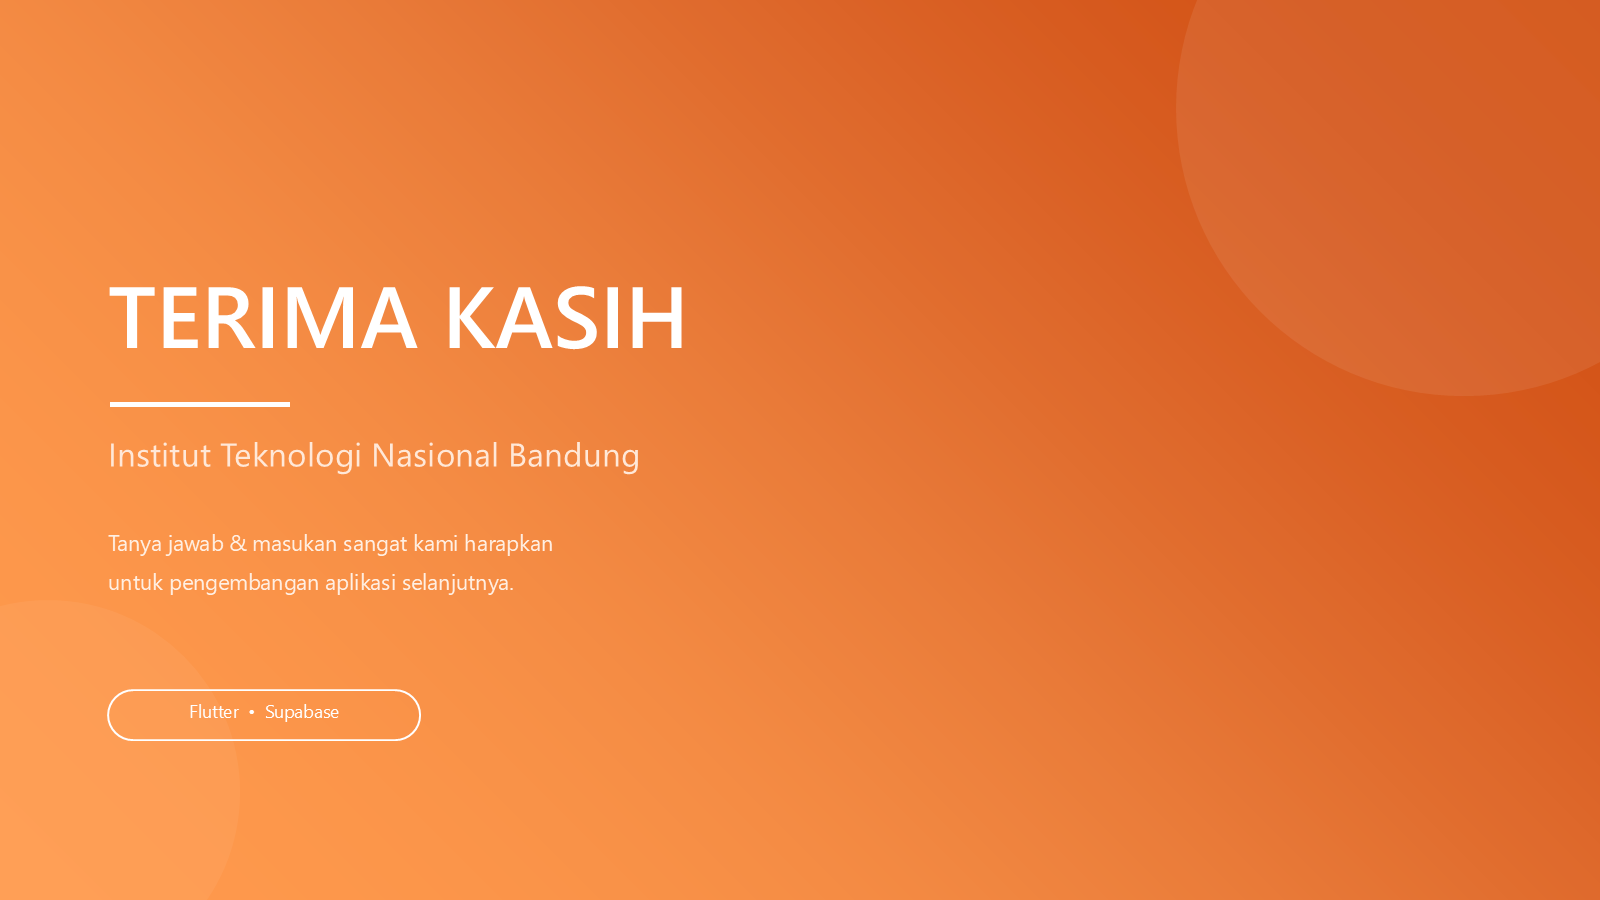 TERIMA KASIH
Institut Teknologi Nasional Bandung
Tanya jawab & masukan sangat kami harapkan
untuk pengembangan aplikasi selanjutnya.
Flutter • Supabase